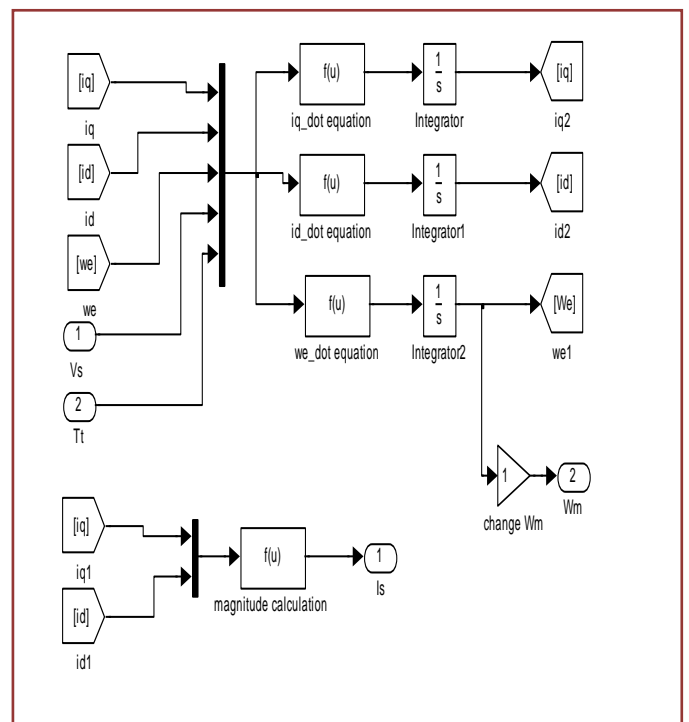 [iq]
iq
[id]
id
[we]
we
1
Vs
2
Tt
f(u)
iq_dot equation
1
s
Integrator
[iq]
iq2
f(u)
id_dot equation
1
s
Integrator1
[id]
id2
f(u)
we_dot equation
1
s
Integrator2
[We]
we1
1
change Wm
2
Wm
[iq]
iq1
[id]
id1
f(u)
magnitude calculation
1
Is